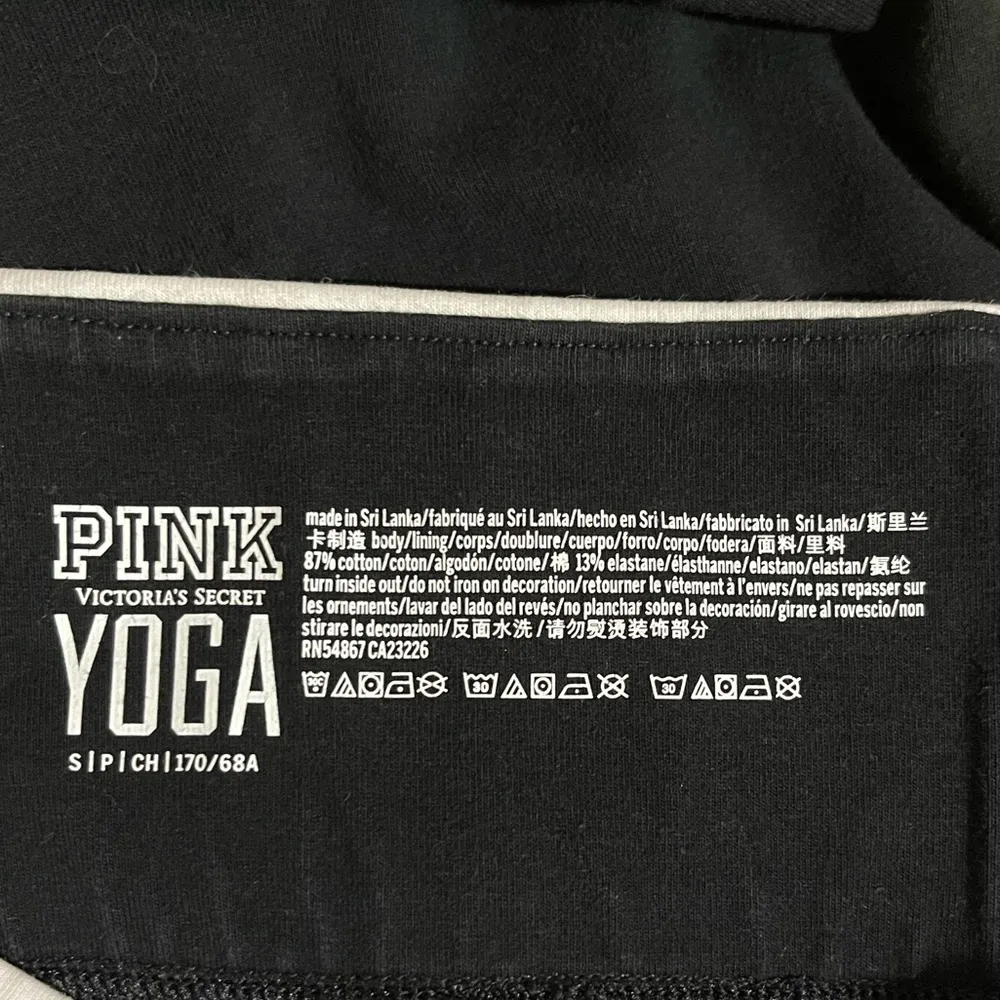 PINK
VICTORIA'S SECRET
YOGA
S | P | CH | 170/68A
made in Sri Lanka/fabriqué au Sri Lanka/hecho en Sri Lanka/fabbricato in Sri Lanka/斯里兰
卡制造 body/lining/corps/doublure/cuerpo/forro/corpo/fodera/面料/里料
87% cotton/coton/algodón/cotone/棉 13% elastane/élasthanne/elastano/elastan/氨纶
turn inside out/do not iron on decoration/retourner le vêtement à l'envers/ne pas repasser sur
les ornements/lavar del lado del revés/no planchar sobre la decoración/girare al rovescio/non
stirare le decorazioni/反面水洗/请勿熨烫装饰部分
RN54867 CA23226
30C 30 30